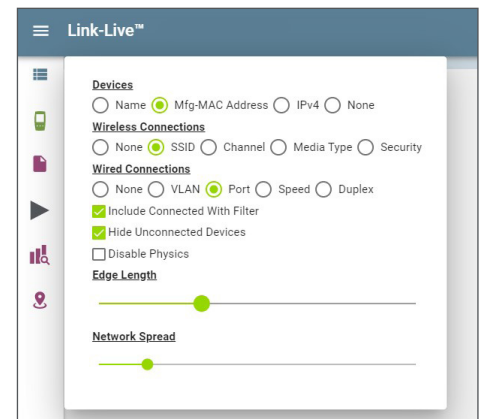 Link-Live™
Devices
Name Mfg-MAC Address IPv4 None
Wireless Connections
None SSID Channel Media Type Security
Wired Connections
None VLAN Port Speed Duplex
Include Connected With Filter
Hide Unconnected Devices
Disable Physics
Edge Length
Network Spread